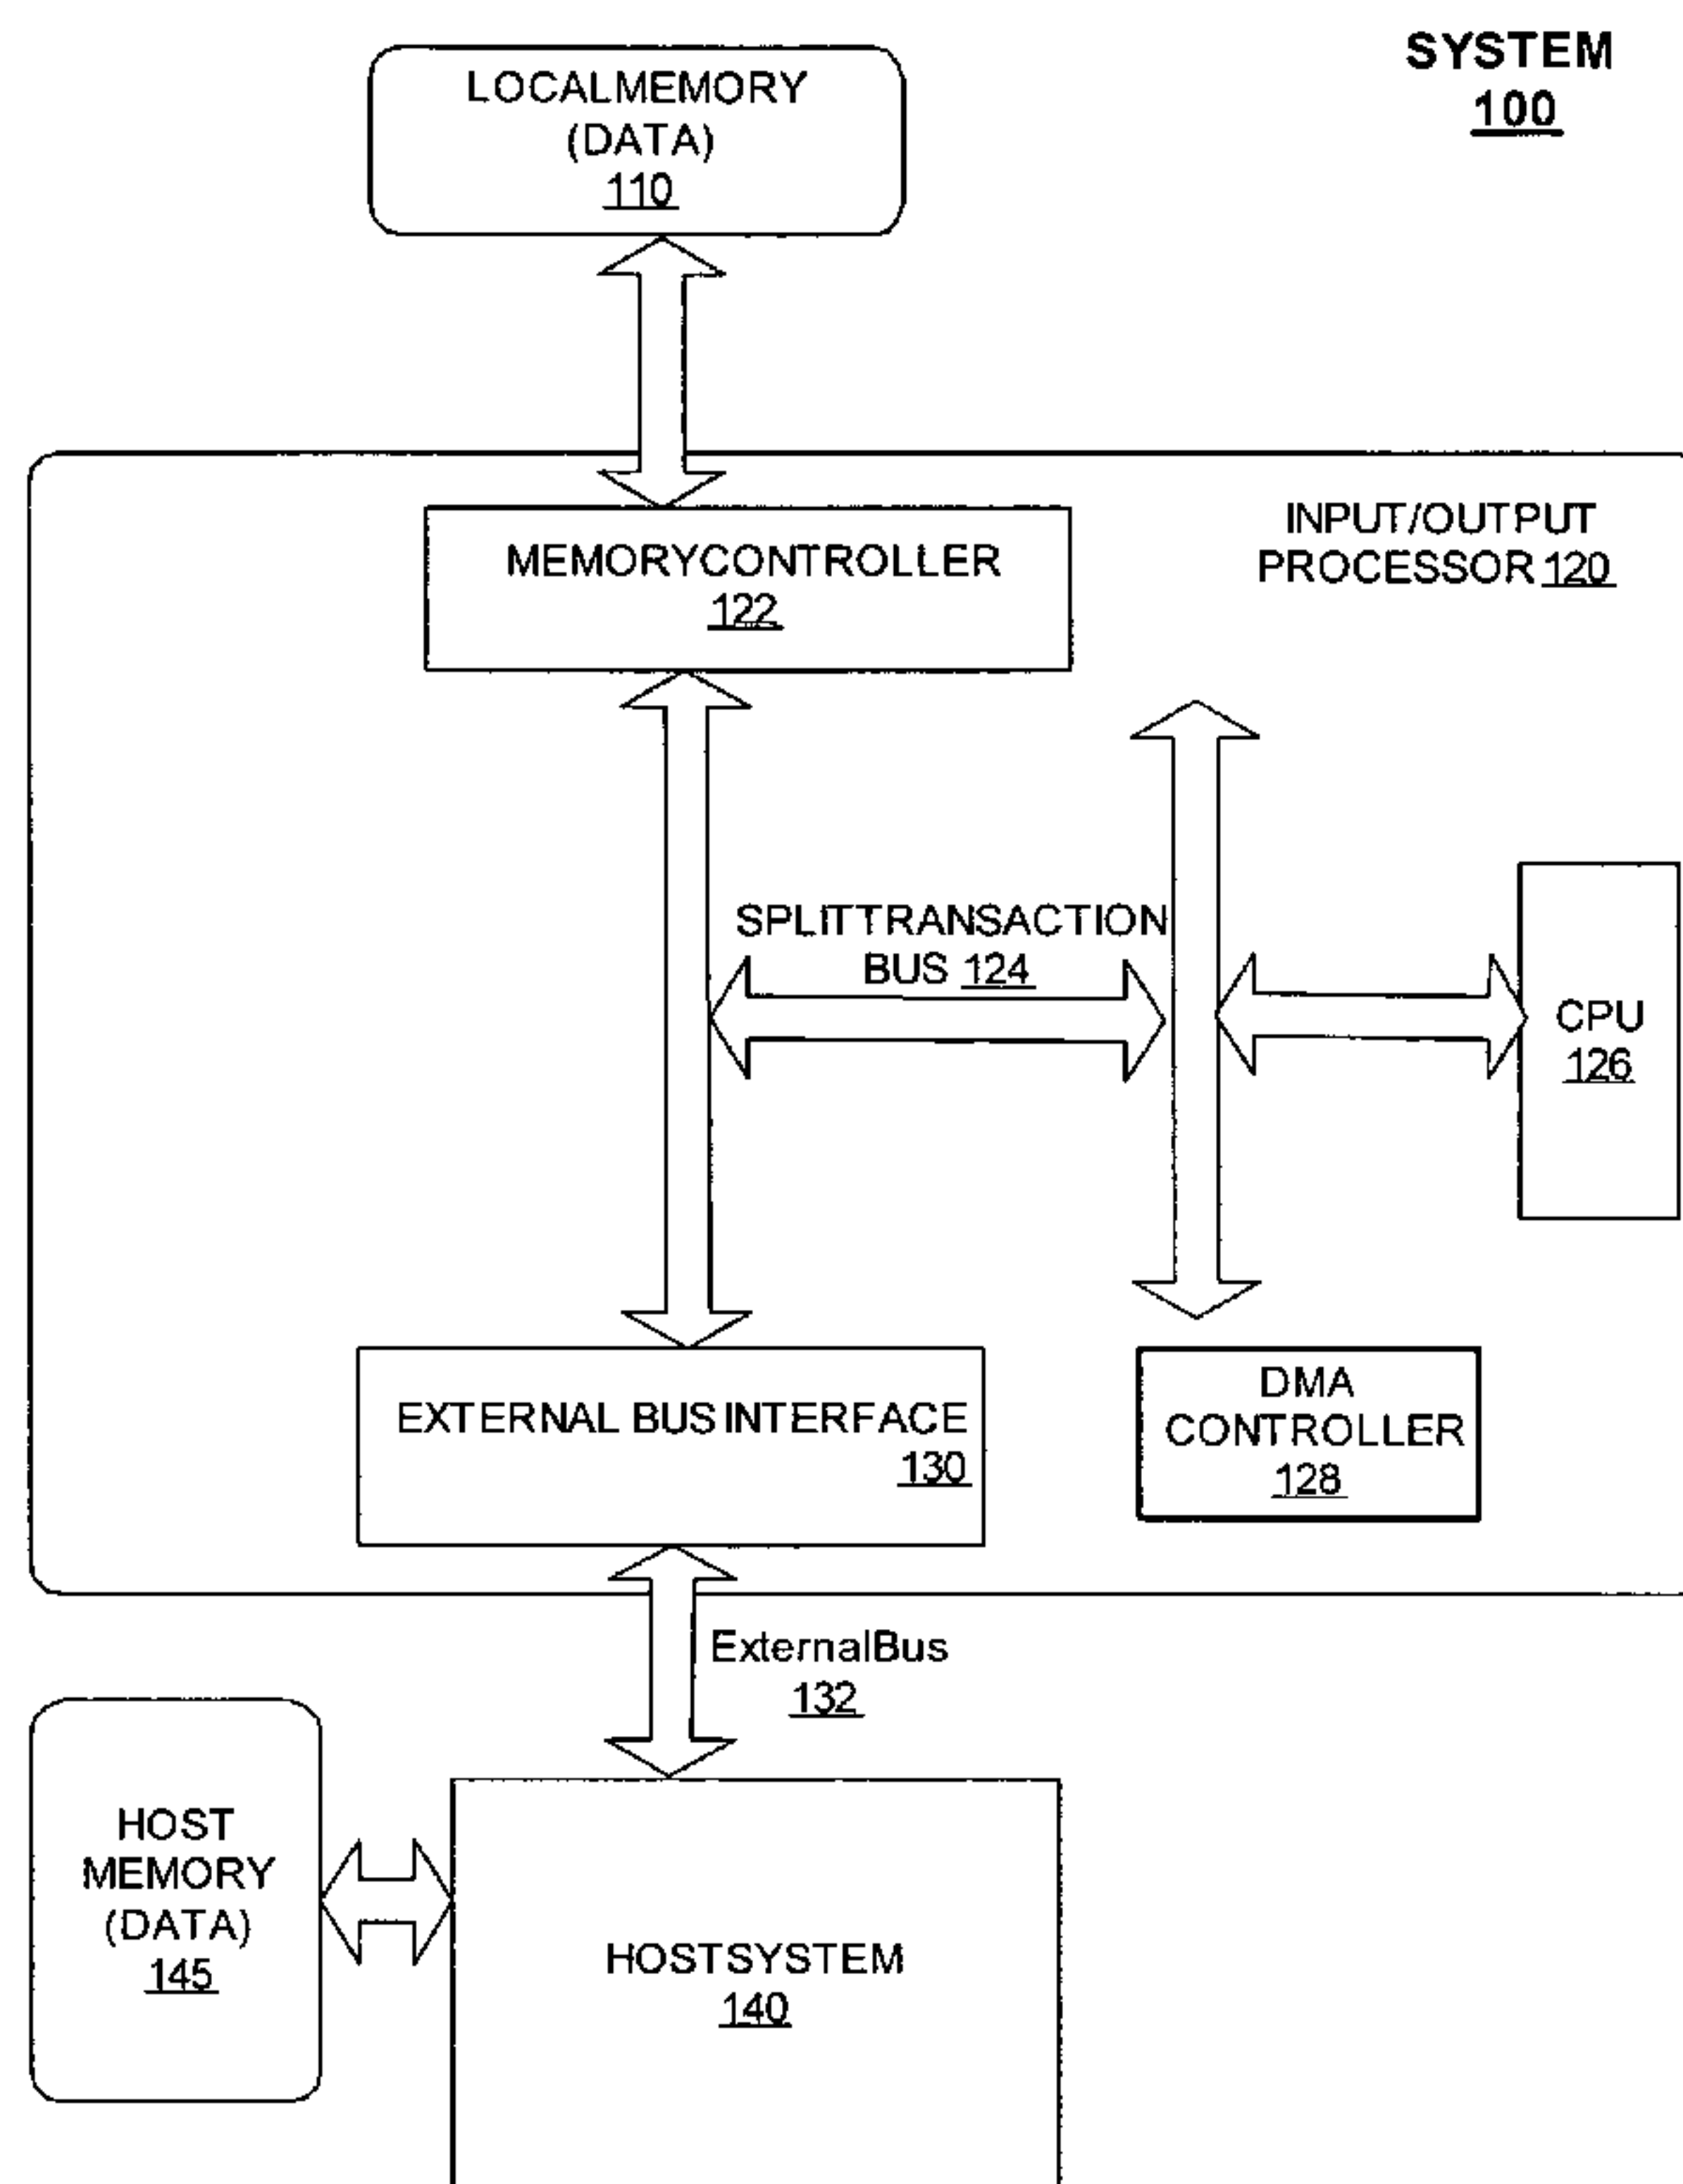 SYSTEM
100
LOCALMEMORY
(DATA)
110
INPUT/OUTPUT
PROCESSOR 120
MEMORYCONTROLLER
122
SPLITTRANSACTION
BUS 124
CPU
126
EXTERNAL BUS INTERFACE
130
DMA
CONTROLLER
128
ExternalBus
132
HOST
MEMORY
(DATA)
145
HOSTSYSTEM
140